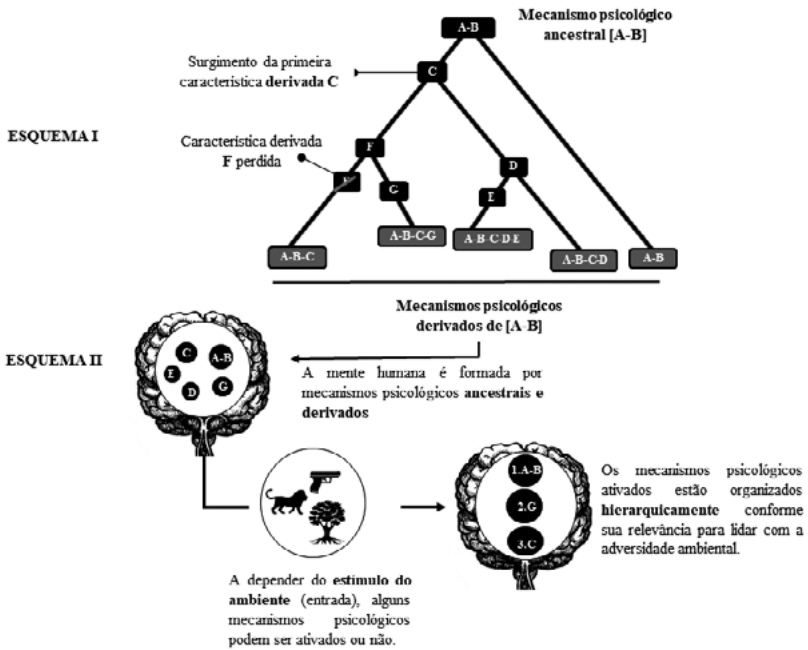 Mecanismo psicológico
ancestral [A-B]
A-B
Surgimento da primeira
característica derivada C
C
ESQUEMA I
Característica derivada
F perdida
F
F
G
D
E
A-B-C
A-B-C-G
A-B-C-D-E
A-B-C-D
A-B
Mecanismos psicológicos
derivados de [A-B]
ESQUEMA II
C
A-B
E
D
G
A mente humana é formada por
mecanismos psicológicos ancestrais e
derivados
1.A-B
2.G
3.C
Os mecanismos psicológicos
ativados estão organizados
hierarquicamente conforme
sua relevância para lidar com a
adversidade ambiental.
A depender do estímulo do
ambiente (entrada), alguns
mecanismos psicológicos
podem ser ativados ou não.